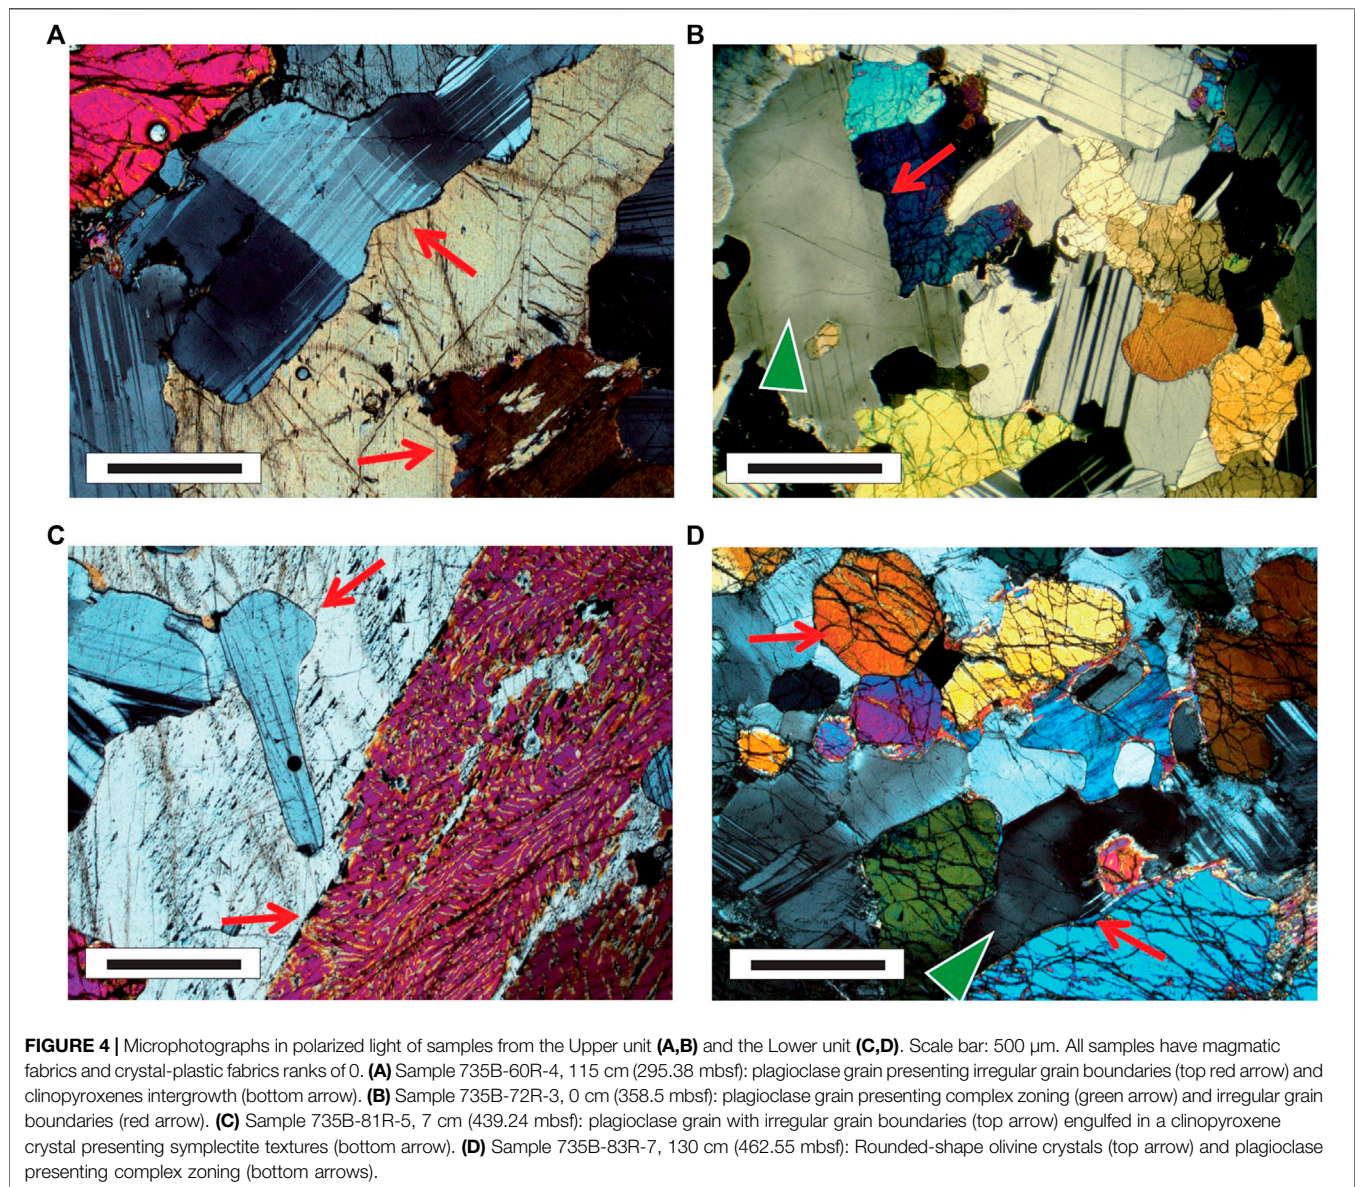 A
B
C
D
FIGURE 4 | Microphotographs in polarized light of samples from the Upper unit (A,B) and the Lower unit (C,D). Scale bar: 500 µm. All samples have magmatic
fabrics and crystal-plastic fabrics ranks of 0. (A) Sample 735B-60R-4, 115 cm (295.38 mbsf): plagioclase grain presenting irregular grain boundaries (top red arrow) and
clinopyroxenes intergrowth (bottom arrow). (B) Sample 735B-72R-3, 0 cm (358.5 mbsf): plagioclase grain presenting complex zoning (green arrow) and irregular grain
boundaries (red arrow). (C) Sample 735B-81R-5, 7 cm (439.24 mbsf): plagioclase grain with irregular grain boundaries (top arrow) engulfed in a clinopyroxene
crystal presenting symplectite textures (bottom arrow). (D) Sample 735B-83R-7, 130 cm (462.55 mbsf): Rounded-shape olivine crystals (top arrow) and plagioclase
presenting complex zoning (bottom arrows).